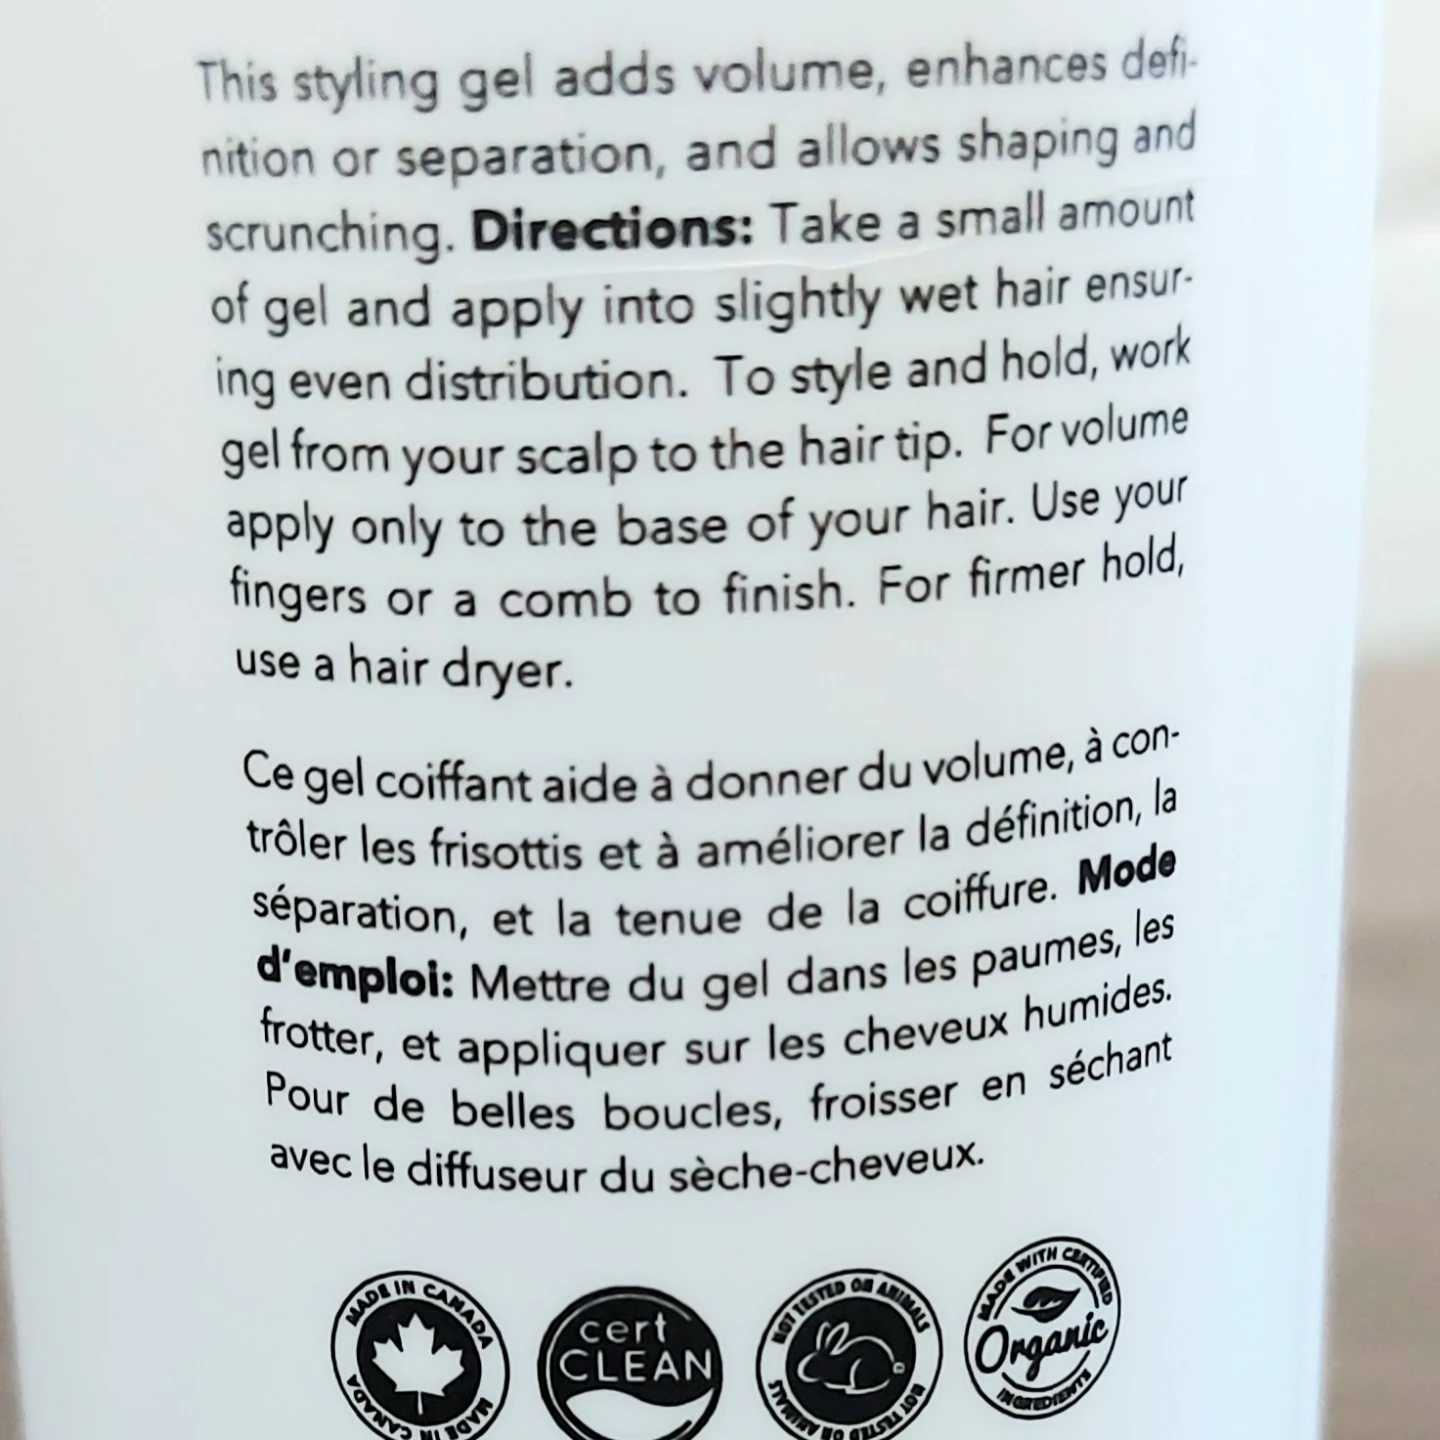 This styling gel adds volume, enhances defi-
nition or separation, and allows shaping and
scrunching. Directions: Take a small amount
of gel and apply into slightly wet hair ensur-
ing even distribution. To style and hold, work
gel from your scalp to the hair tip. For volume
apply only to the base of your hair. Use your
fingers or a comb to finish. For firmer hold,
use a hair dryer.
Ce gel coiffant aide à donner du volume, à con-
trôler les frisottis et à améliorer la définition, la
séparation, et la tenue de la coiffure. Mode
d'emploi: Mettre du gel dans les paumes, les
frotter, et appliquer sur les cheveux humides.
Pour de belles boucles, froisser en séchant
avec le diffuseur du sèche-cheveux.
MADE IN CANADA
MADE IN CANADA
cert
CLEAN
NOT TESTED ON ANIMALS
NOT TESTED ON ANIMALS
MADE WITH CERTIFIED
Organic
INGREDIENTS